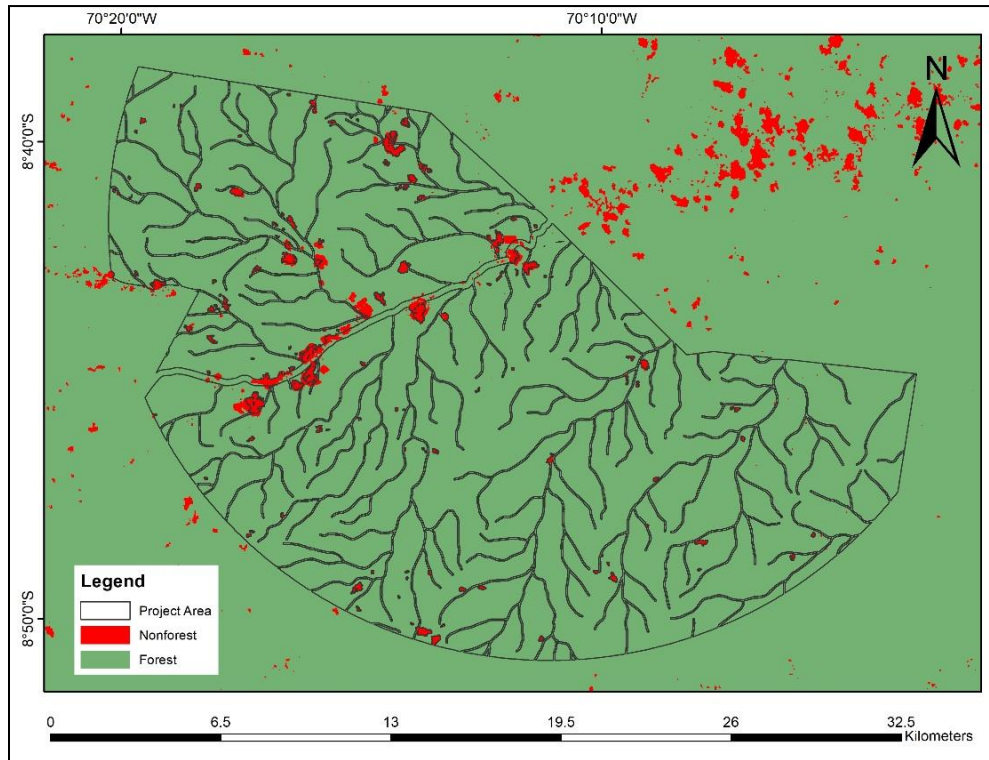 70°20'0"W 70°10'0"W
N
8°40'0"S
8°50'0"S
Legend
Project Area
Nonforest
Forest
0 6.5 13 19.5 26 32.5
Kilometers